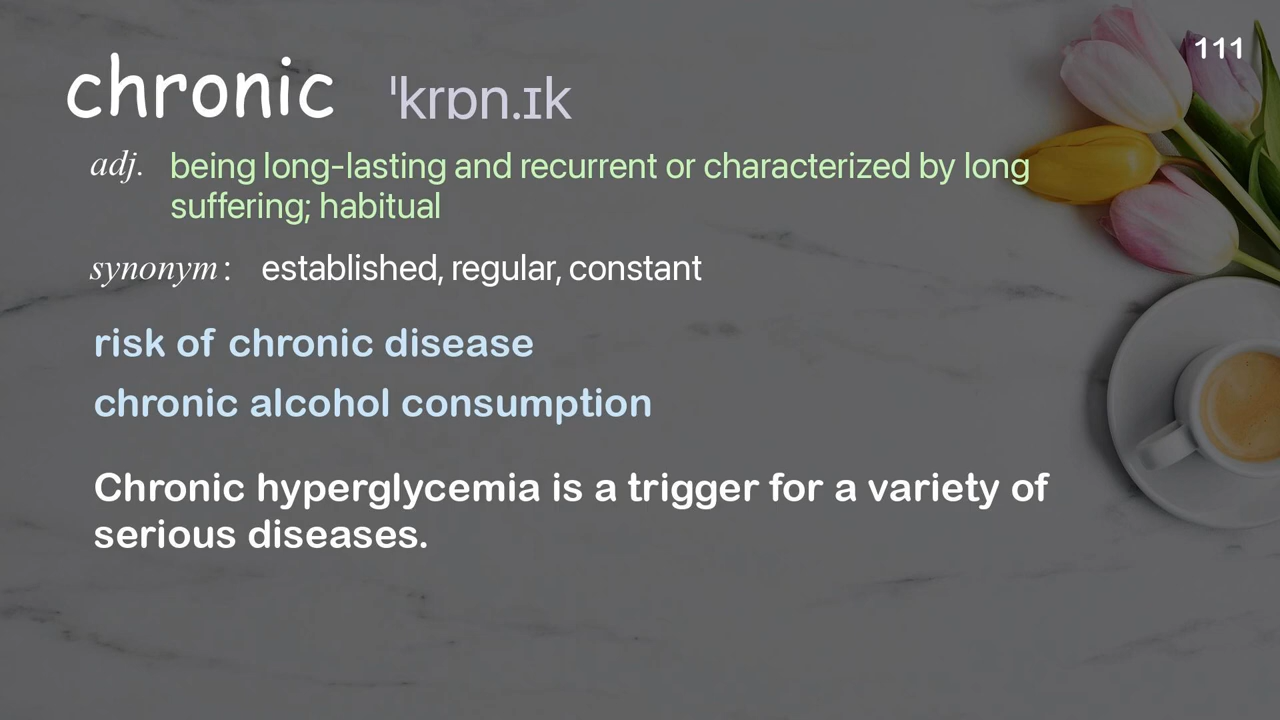 111
chronic ˈkrɒn.ɪk
adj. being long-lasting and recurrent or characterized by long
suffering; habitual
synonym : established, regular, constant
risk of chronic disease
chronic alcohol consumption
Chronic hyperglycemia is a trigger for a variety of
serious diseases.